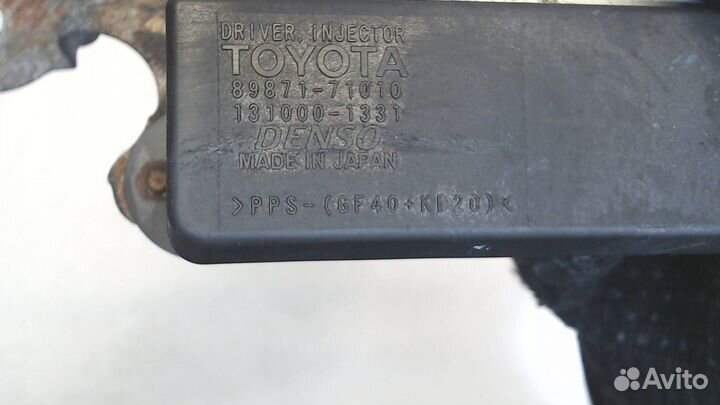 DRIVER, INJECTOR
TOYOTA
89871-71010
131000-1331
DENSO
MADE IN JAPAN
>PPS-(GF40+KD20)<
Avito